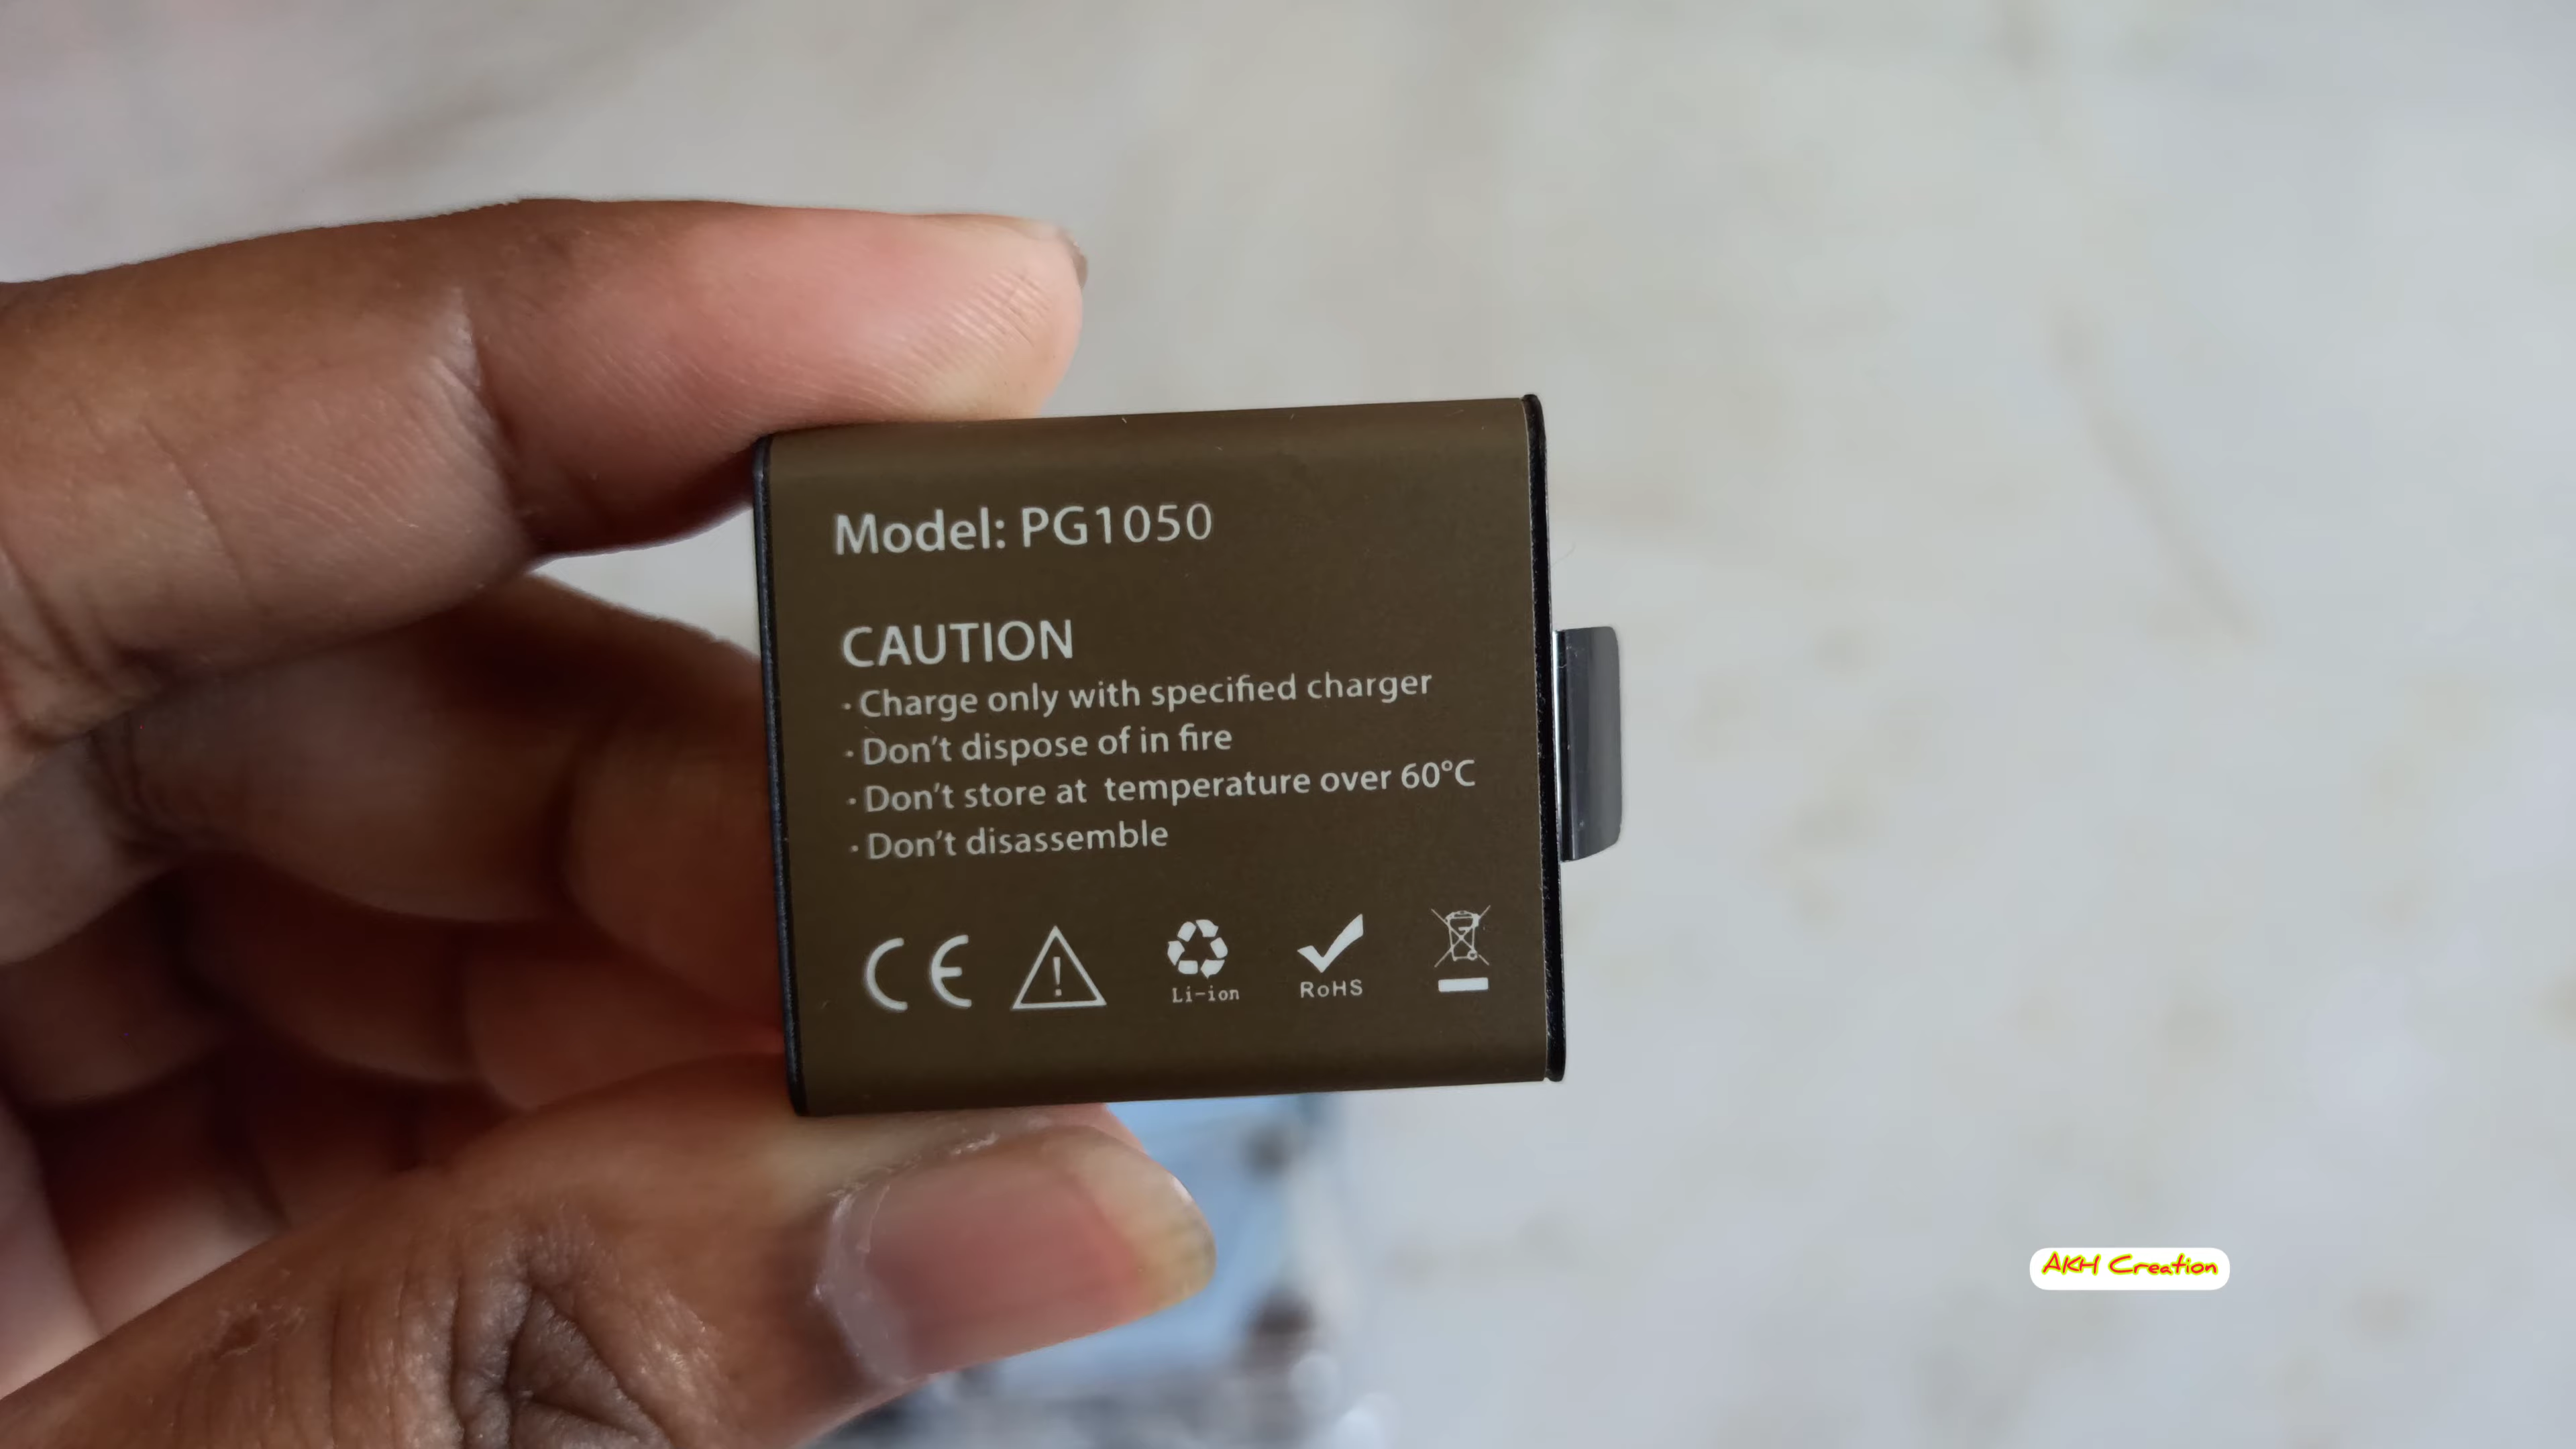 Model: PG1050
CAUTION
· Charge only with specified charger
· Don't dispose of in fire
· Don't store at temperature over 60°C
· Don't disassemble
CE
!
Li-ion
RoHS
AKH Creation